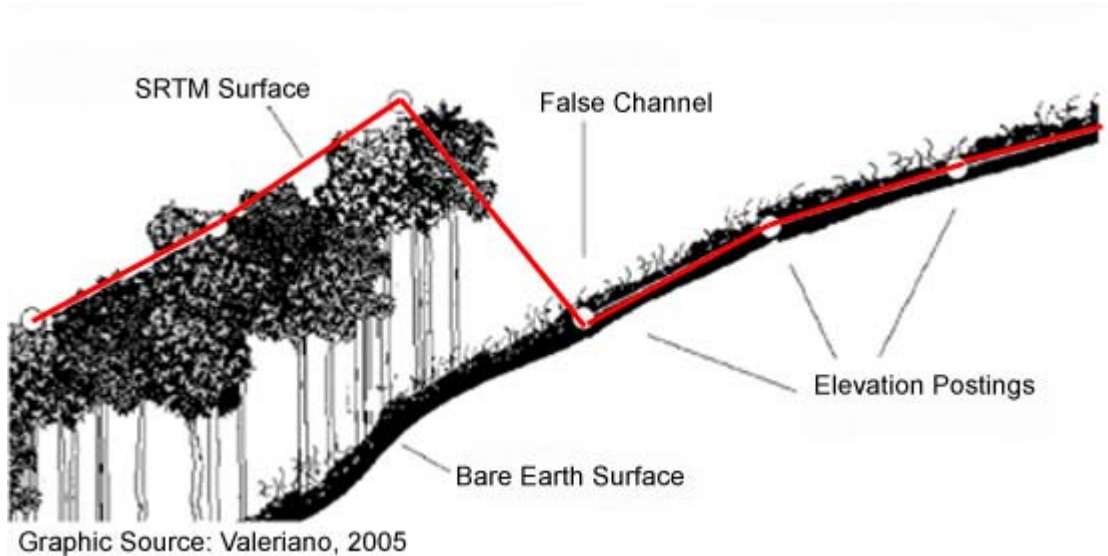 SRTM Surface
False Channel
Elevation Postings
Bare Earth Surface
Graphic Source: Valeriano, 2005